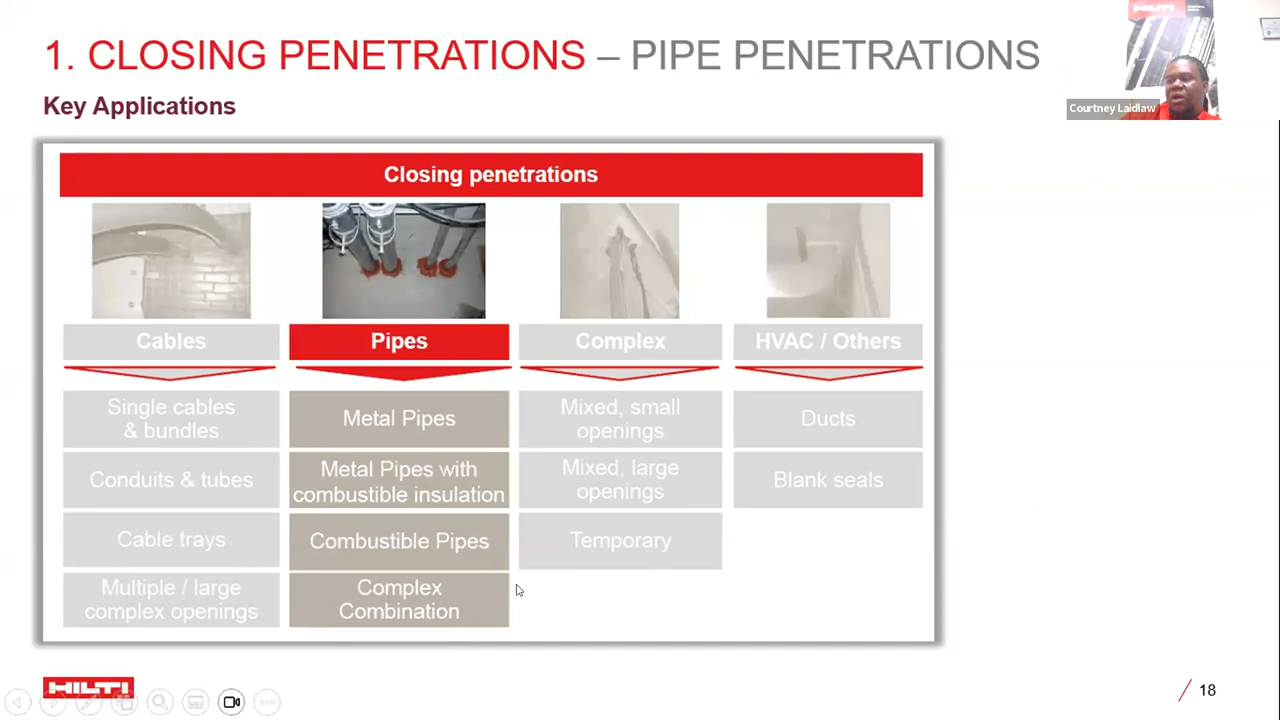 1. CLOSING PENETRATIONS – PIPE PENETRATIONS
Key Applications
HILTI
Courtney Laidlaw
Closing penetrations
Cables
Pipes
Complex
HVAC / Others
Single cables
& bundles
Metal Pipes
Mixed, small
openings
Ducts
Conduits & tubes
Metal Pipes with
combustible insulation
Mixed, large
openings
Blank seals
Cable trays
Combustible Pipes
Temporary
Multiple / large
complex openings
Complex
Combination
HILTI
18